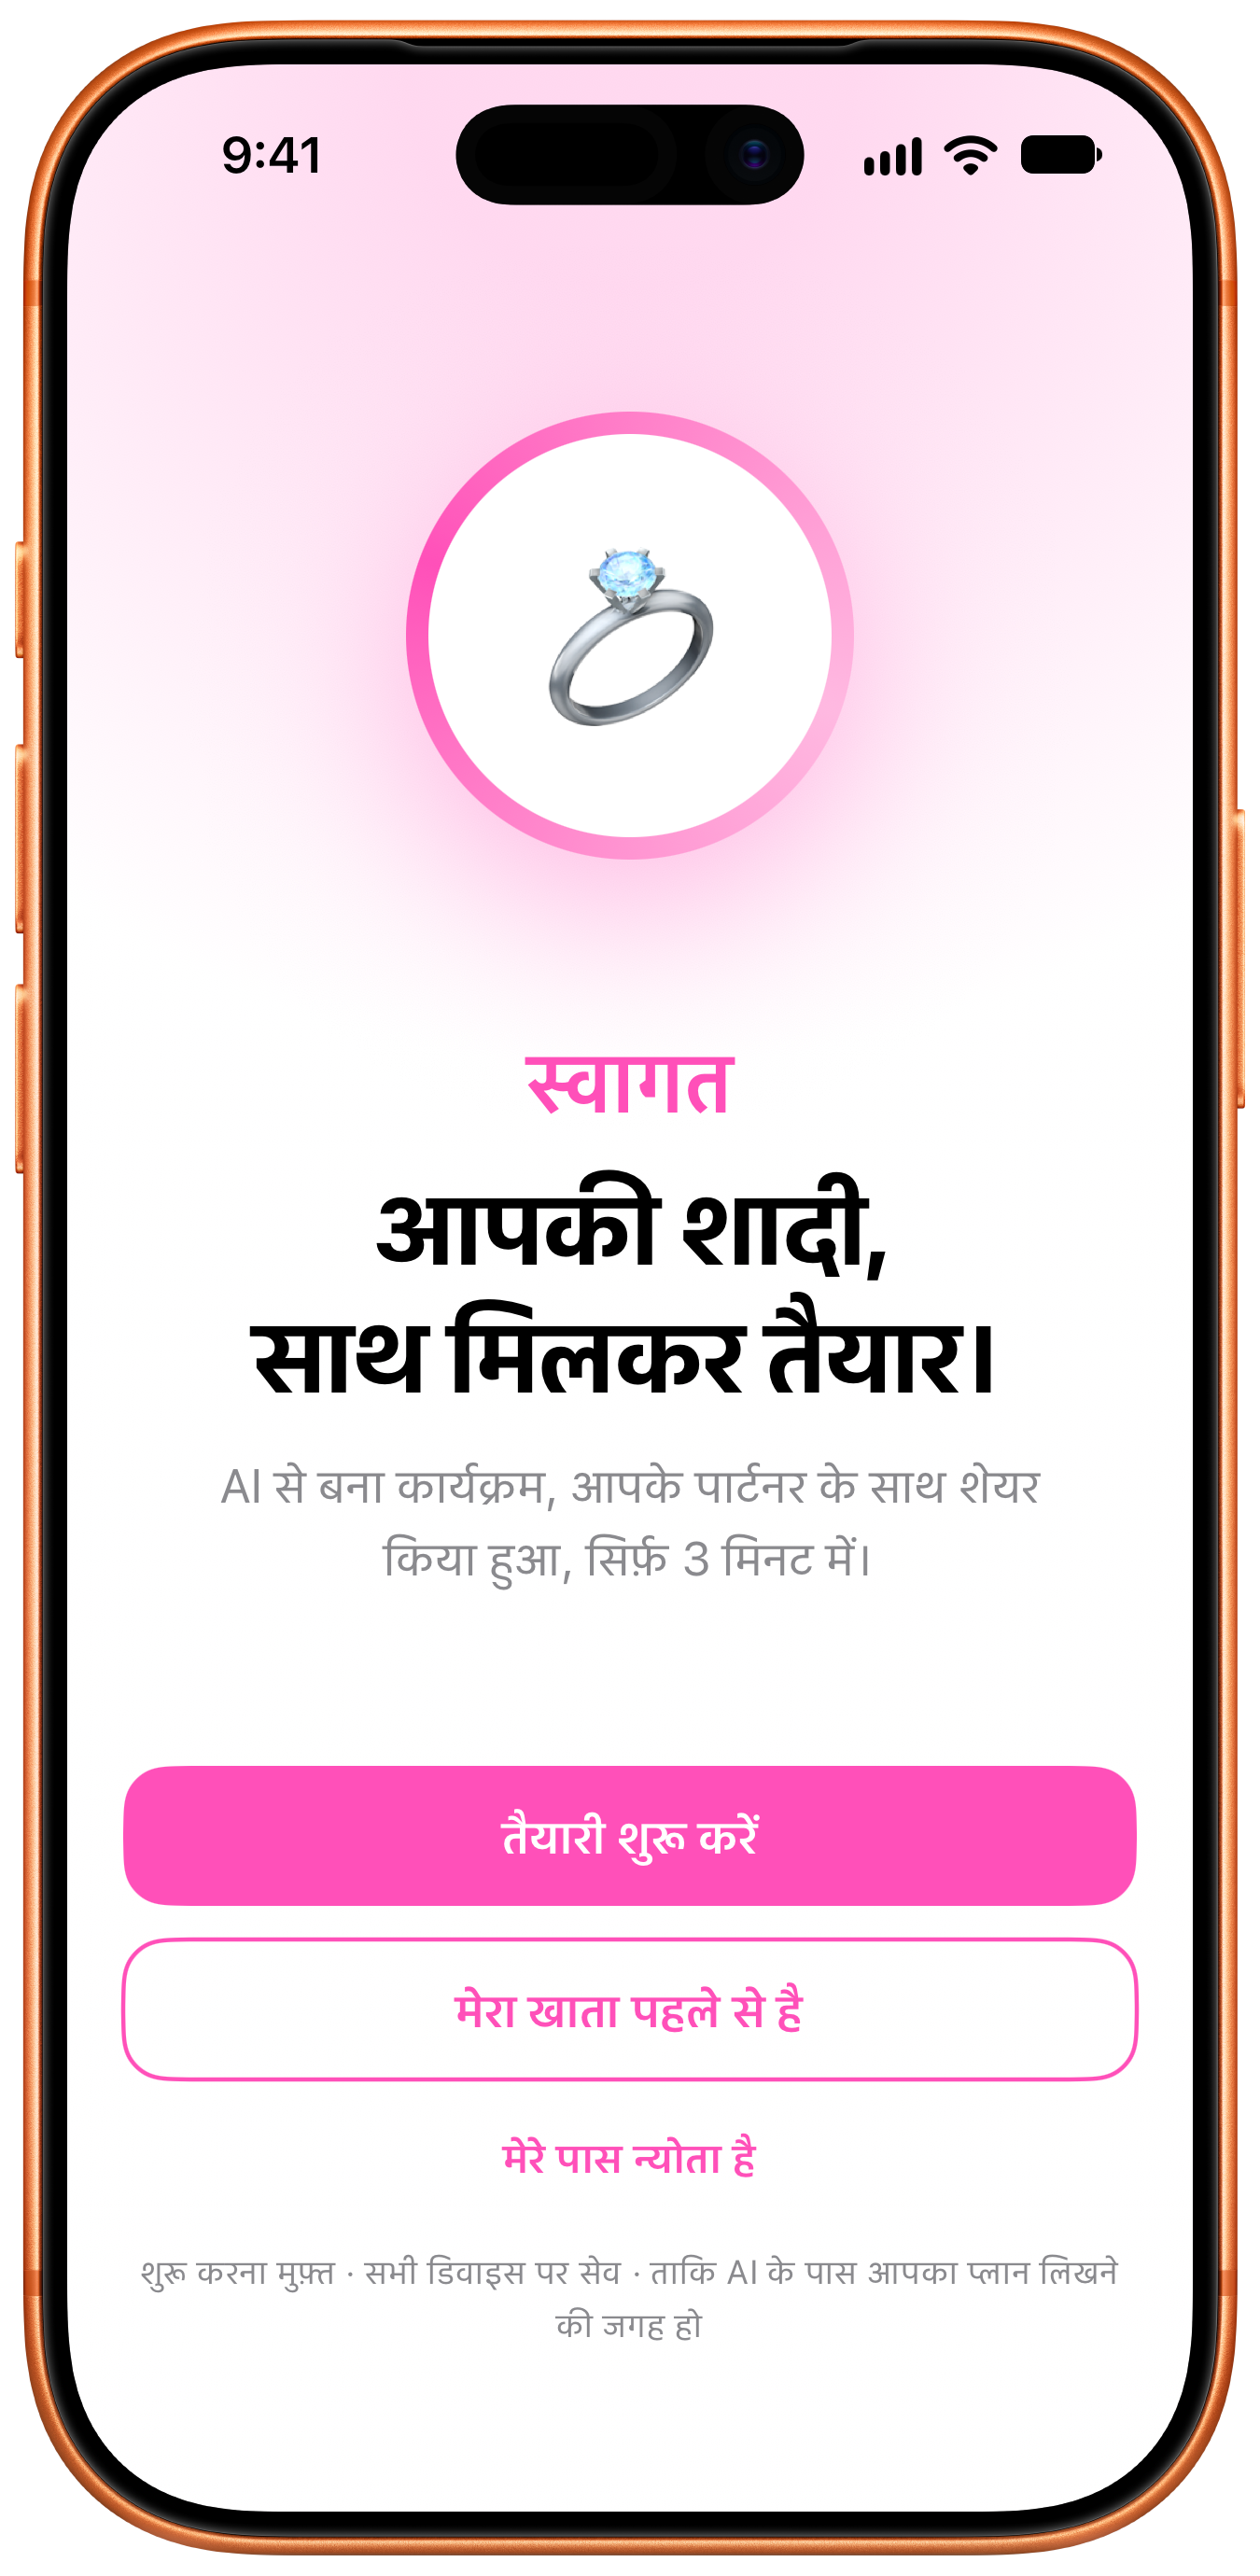 9:41
स्वागत
आपकी शादी,
साथ मिलकर तैयार।
AI से बना कार्यक्रम, आपके पार्टनर के साथ शेयर
किया हुआ, सिर्फ़ 3 मिनट में।
तैयारी शुरू करें
मेरा खाता पहले से है
मेरे पास न्योता है
शुरू करना मुफ़्त · सभी डिवाइस पर सेव · ताकि AI के पास आपका प्लान लिखने
की जगह हो